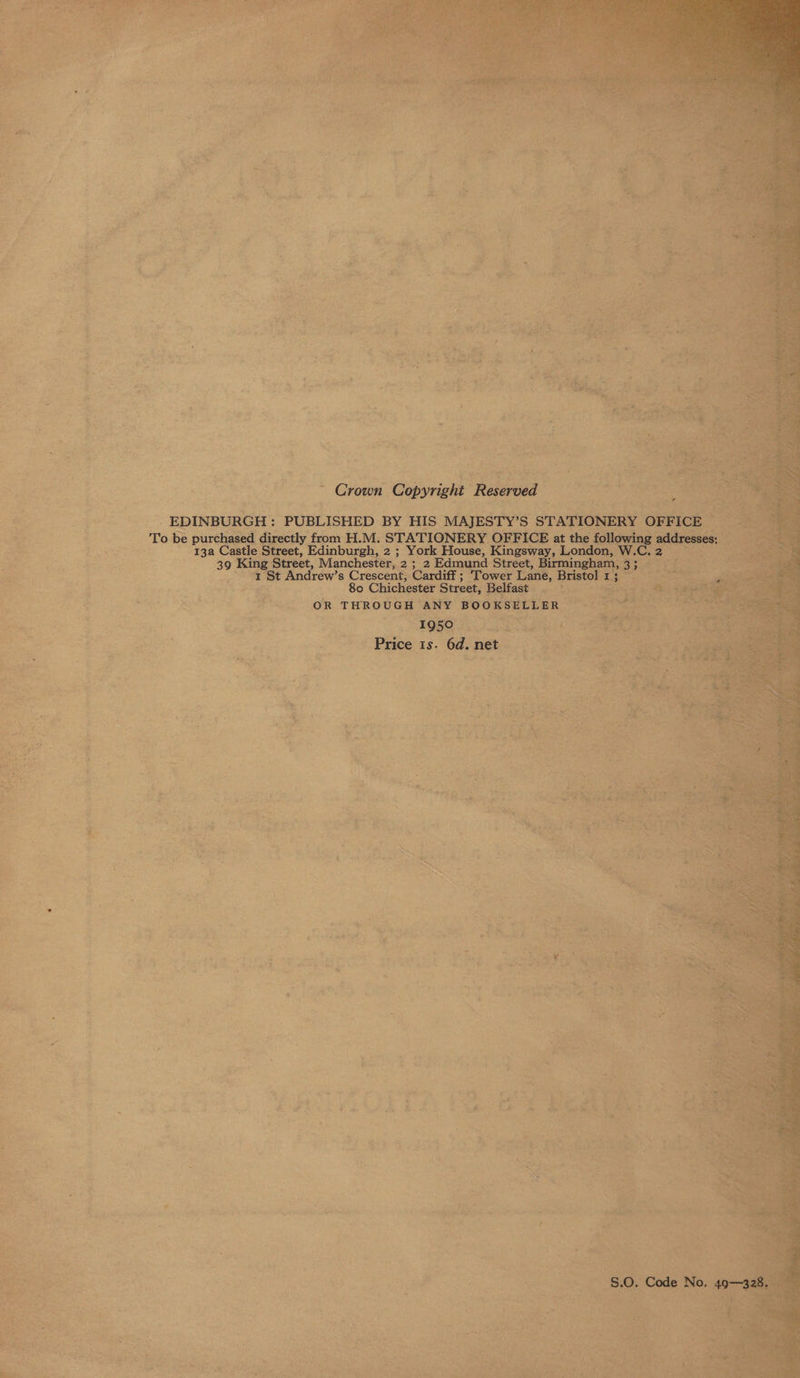 Crown Copyright Reserved
EDINBURGH : PUBLISHED BY HIS MAJESTY'S STATIONERY OFFICE
To be purchased directly from H.M. STATIONERY OFFICE at the following addresses:
13a Castle Street, Edinburgh, 2 ; York House, Kingsway, London, W.C. 2
39 King Street, Manchester, 2 ; 2 Edmund Street, Birmingham, 3 ;
1 St Andrew's Crescent, Cardiff ; Tower Lane, Bristol 1 ;
80 Chichester Street, Belfast
OR THROUGH ANY BOOKSELLER
1950
Price 1s. 6d. net
S.O. Code No. 49—328.